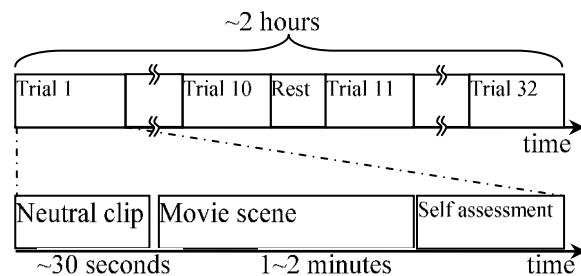 ~2 hours
Trial 1
Trial 10
Rest
Trial 11
Trial 32
time
Neutral clip
Movie scene
Self assessment
~30 seconds
1~2 minutes
time